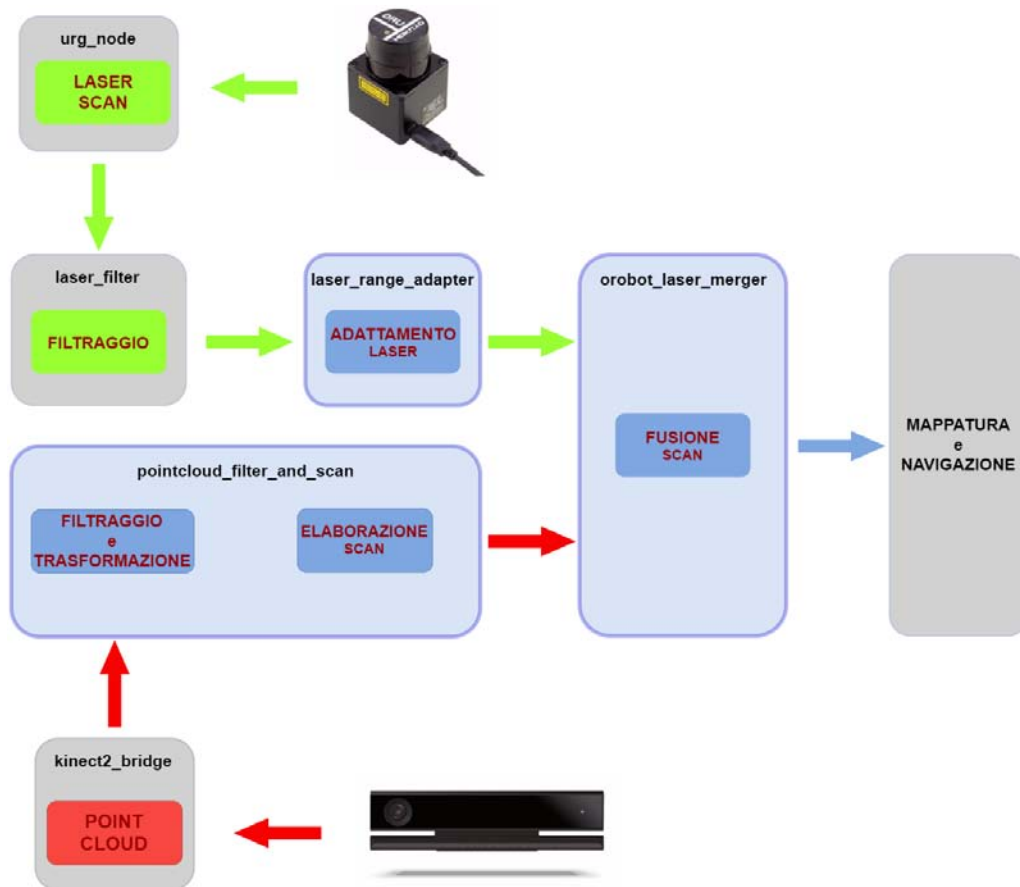 urg_node
LASER
SCAN
laser_filter
FILTRAGGIO
laser_range_adapter
ADATTAMENTO
LASER
orobot_laser_merger
FUSIONE
SCAN
MAPPATURA
e
NAVIGAZIONE
pointcloud_filter_and_scan
FILTRAGGIO
e
TRASFORMAZIONE
ELABORAZIONE
SCAN
kinect2_bridge
POINT
CLOUD